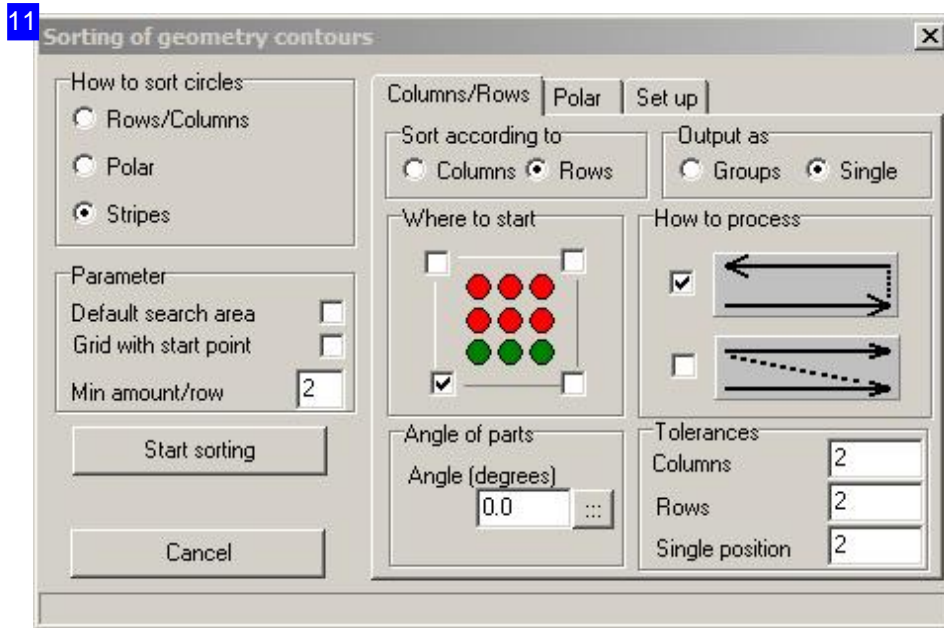 11
Sorting of geometry contours
How to sort circles
Rows/Columns
Polar
Stripes
Parameter
Default search area
Grid with start point
Min amount/row 2
Start sorting
Cancel
Columns/Rows Polar Set up
Sort according to
Columns Rows
Output as
Groups Single
Where to start
How to process
Angle of parts
Angle (degrees)
0.0 :::
Tolerances
Columns 2
Rows 2
Single position 2